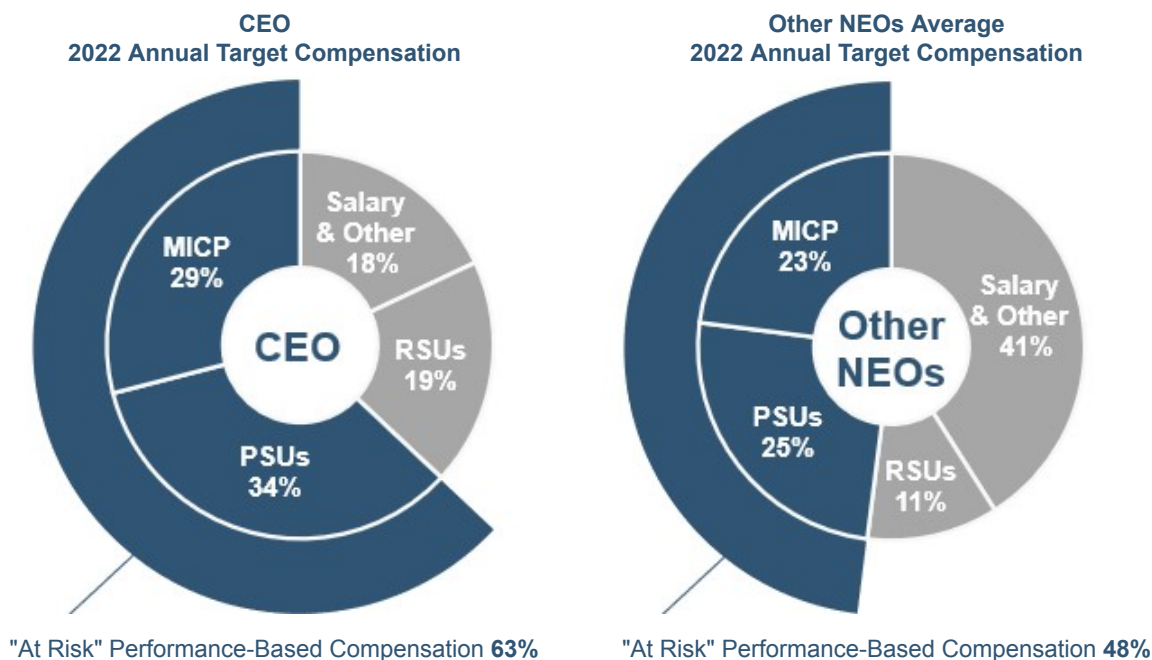 CEO
2022 Annual Target Compensation
Salary
& Other
18%
MICP
29%
CEO
RSUs
19%
PSUs
34%
"At Risk" Performance-Based Compensation 63%
Other NEOs Average
2022 Annual Target Compensation
MICP
23%
Salary
& Other
41%
Other
NEOs
PSUs
25%
RSUs
11%
"At Risk" Performance-Based Compensation 48%